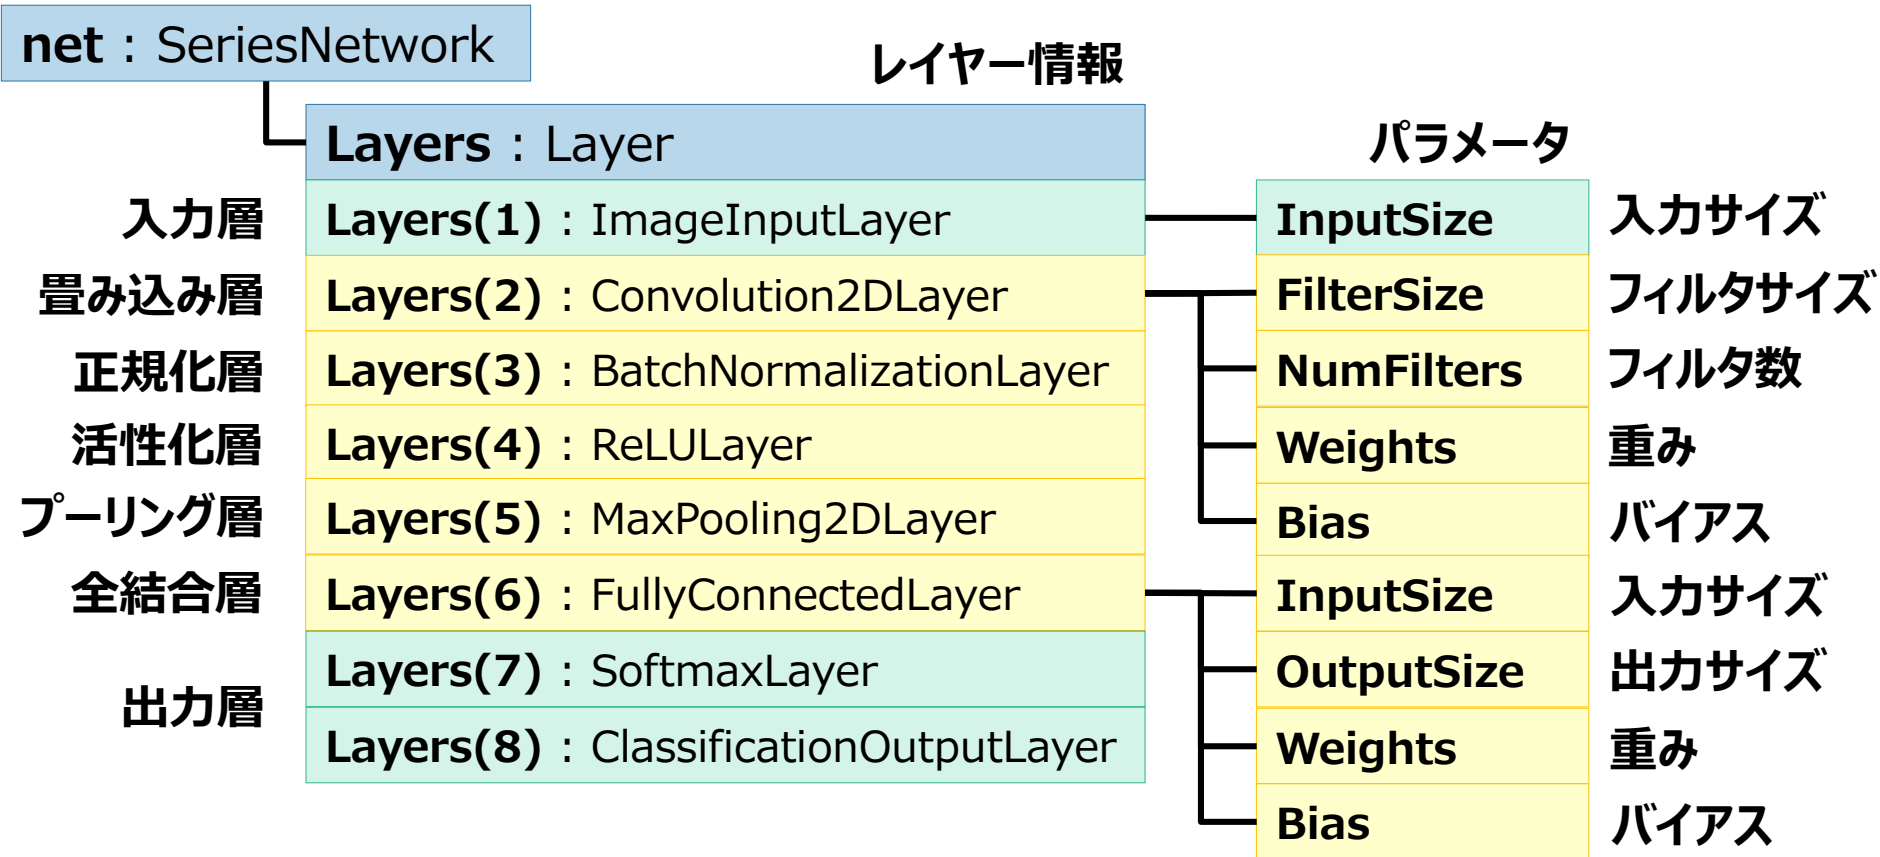 net : SeriesNetwork
レイヤー情報
Layers : Layer
パラメータ
入力層 Layers(1) : ImageInputLayer InputSize 入力サイズ
畳み込み層 Layers(2) : Convolution2DLayer FilterSize フィルタサイズ
正規化層 Layers(3) : BatchNormalizationLayer NumFilters フィルタ数
活性化層 Layers(4) : ReLULayer Weights 重み
プーリング層 Layers(5) : MaxPooling2DLayer Bias バイアス
全結合層 Layers(6) : FullyConnectedLayer InputSize 入力サイズ
Layers(7) : SoftmaxLayer OutputSize 出力サイズ
出力層
Layers(8) : ClassificationOutputLayer Weights 重み
Bias バイアス